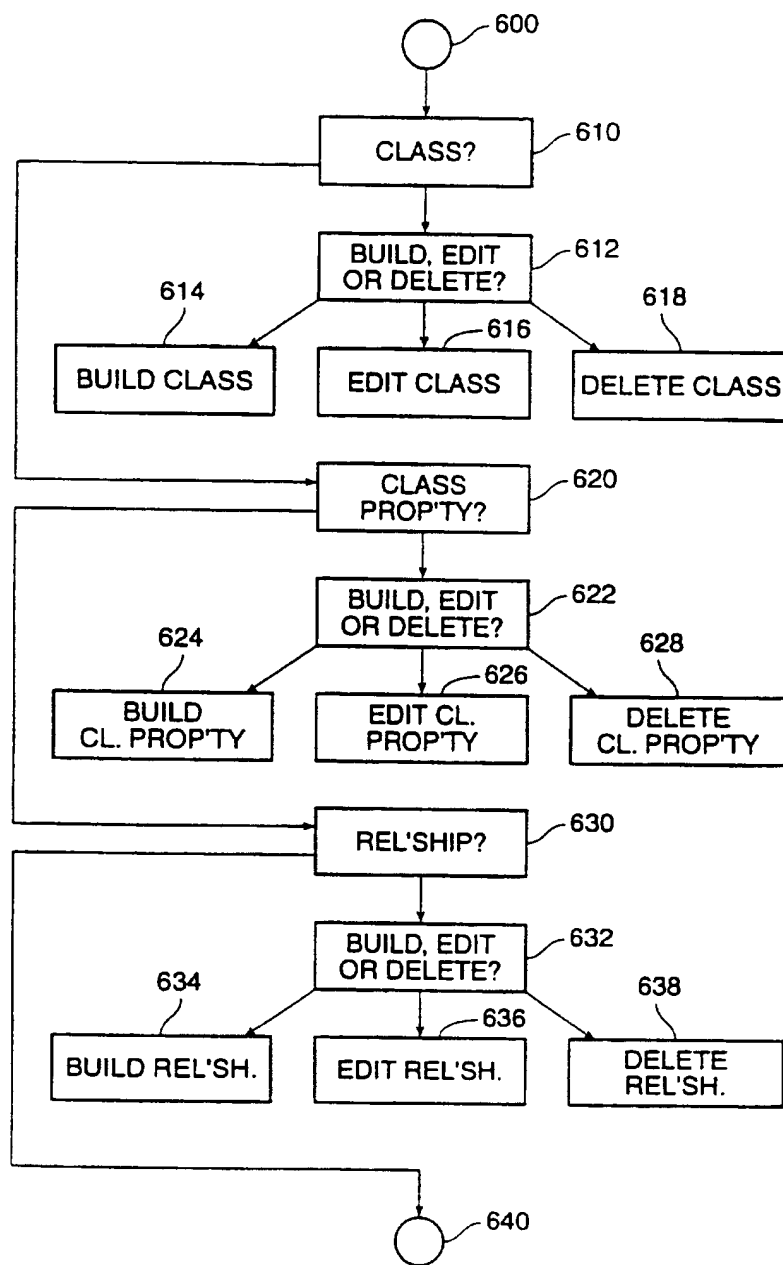 600
CLASS?
610
BUILD, EDIT
OR DELETE?
612
614
616
618
BUILD CLASS
EDIT CLASS
DELETE CLASS
CLASS
PROP'TY?
620
BUILD, EDIT
OR DELETE?
622
624
626
628
BUILD
CL. PROP'TY
EDIT CL.
PROP'TY
DELETE
CL. PROP'TY
REL'SHIP?
630
BUILD, EDIT
OR DELETE?
632
634
636
638
BUILD REL'SH.
EDIT REL'SH.
DELETE
REL'SH.
640